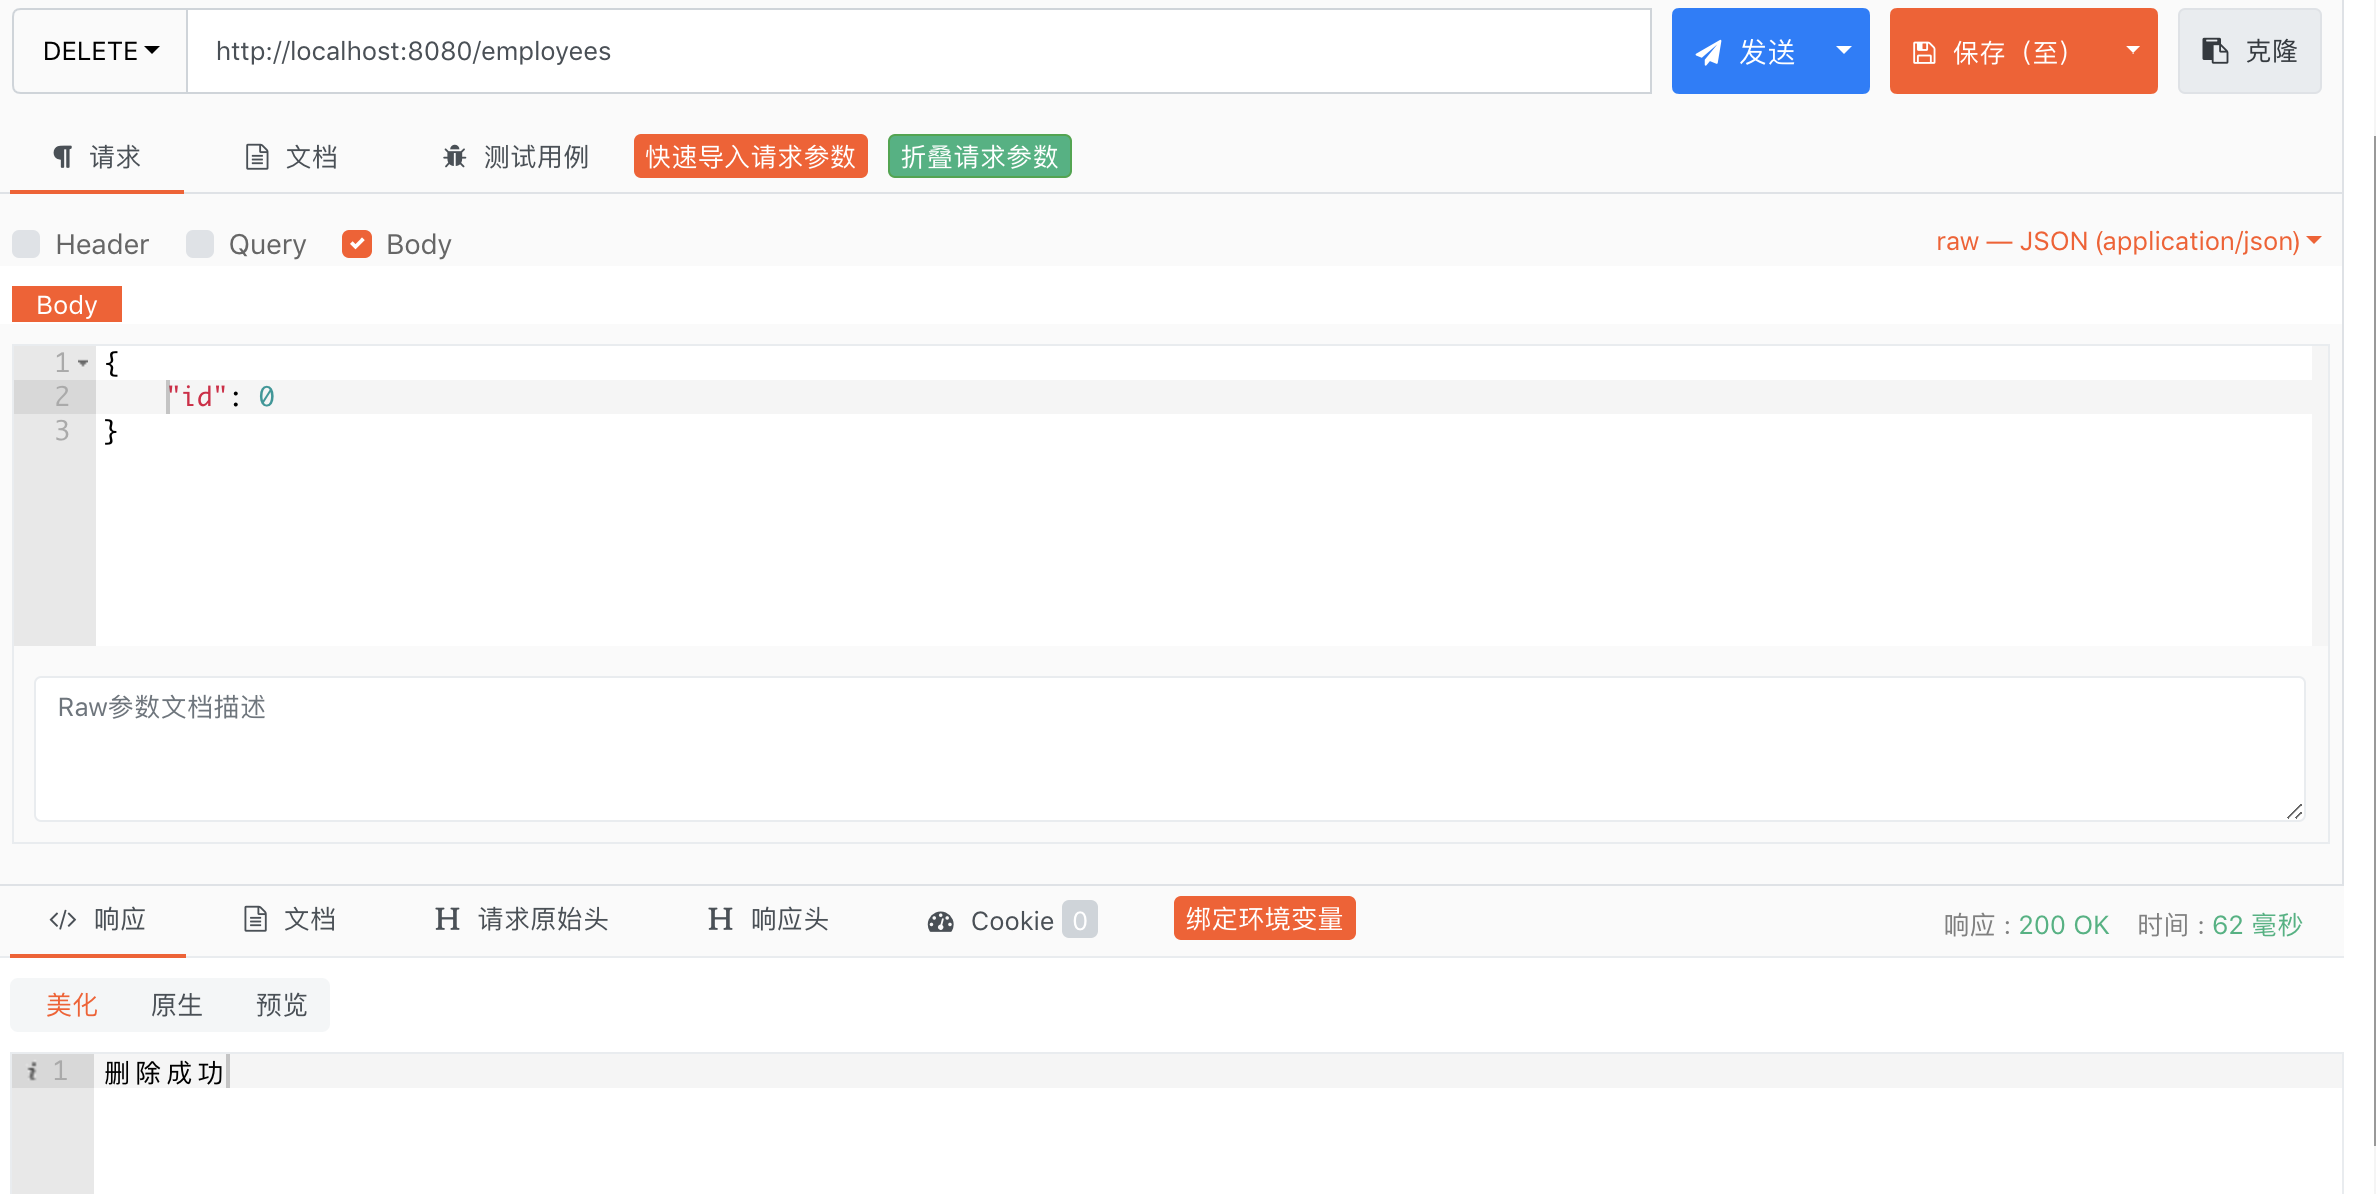 DELETE http://localhost:8080/employees 发送 保存（至） 克隆
请求 文档 测试用例 快速导入请求参数 折叠请求参数
Header Query Body raw — JSON (application/json)
Body
1 {
2 "id": 0
3 }
Raw参数文档描述
</> 响应 文档 H 请求原始头 H 响应头 Cookie 0 绑定环境变量 响应 : 200 OK 时间 : 62 毫秒
美化 原生 预览
i 1 删除成功